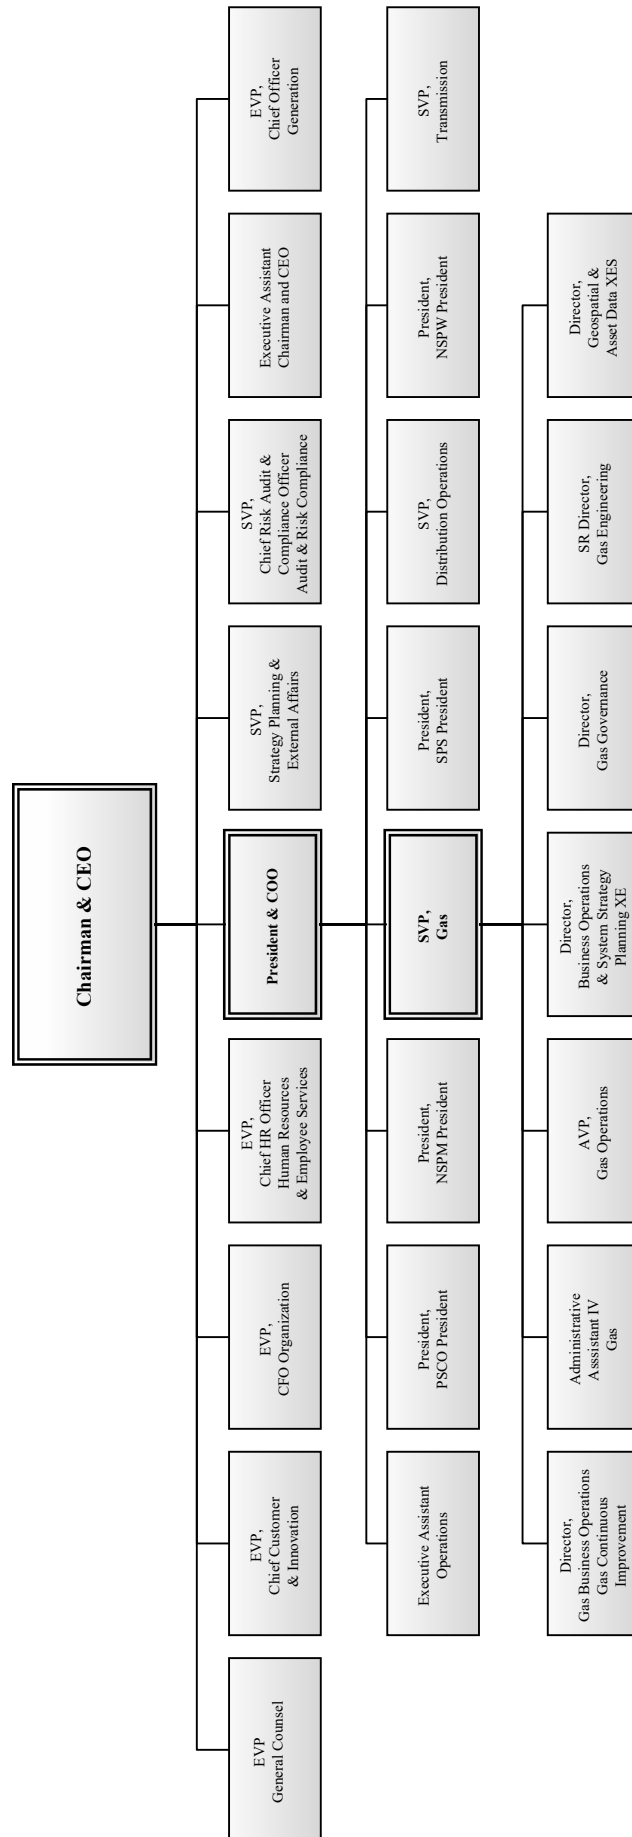 Chairman & CEO
EVP
General Counsel
EVP,
Chief Customer
& Innovation
EVP,
CFO Organization
EVP,
Chief HR Officer
Human Resources
& Employee Services
President & COO
SVP,
Strategy Planning &
External Affairs
SVP,
Chief Risk Audit &
Compliance Officer
Audit & Risk Compliance
Executive Assistant
Chairman and CEO
EVP,
Chief Officer
Generation
Executive Assistant
Operations
President,
PSCO President
President,
NSPM President
SVP,
Gas
President,
SPS President
SVP,
Distribution Operations
President,
NSPW President
SVP,
Transmission
Director,
Gas Business Operations
Gas Continuous
Improvement
Administrative
Asssistant IV
Gas
AVP,
Gas Operations
Director,
Business Operations
& System Strategy
Planning XE
Director,
Gas Governance
SR Director,
Gas Engineering
Director,
Geospatial &
Asset Data XES